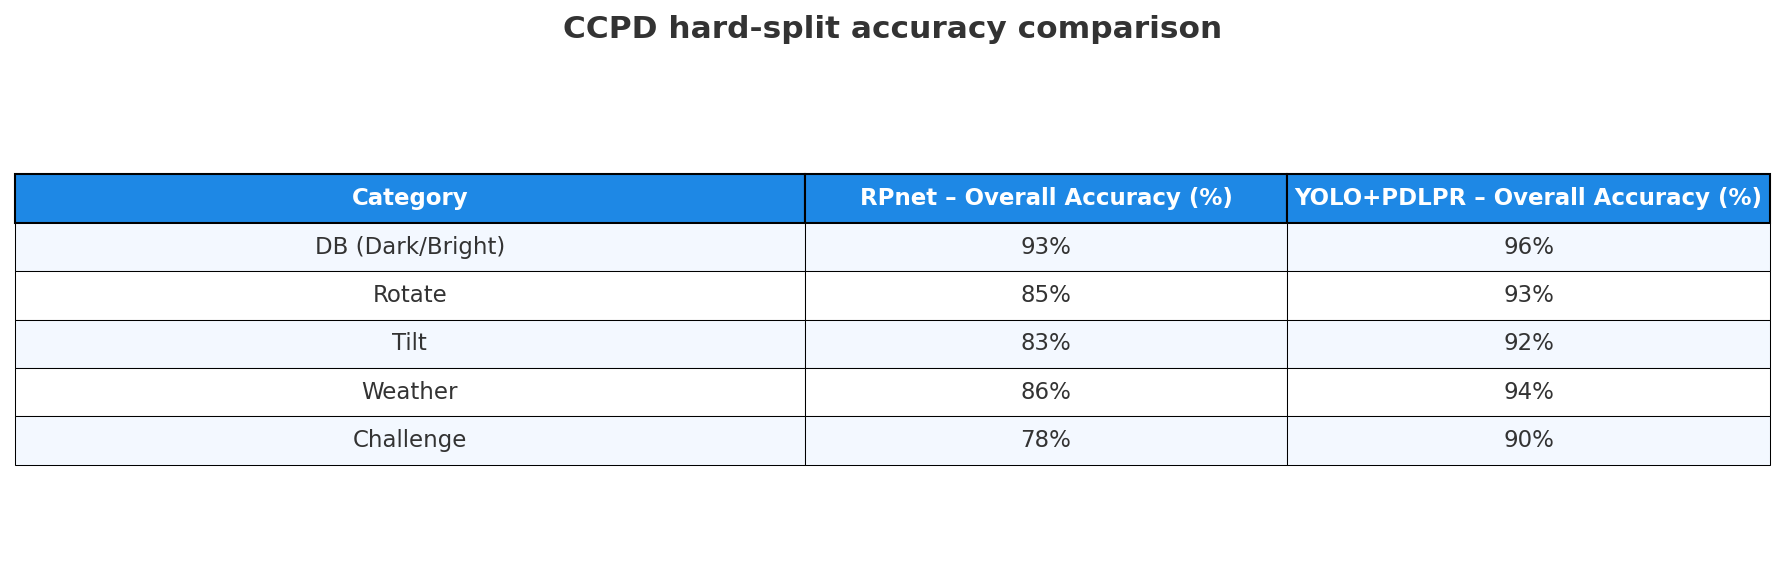 CCPD hard-split accuracy comparison
Category RPnet – Overall Accuracy (%) YOLO+PDLPR – Overall Accuracy (%)
DB (Dark/Bright) 93% 96%
Rotate 85% 93%
Tilt 83% 92%
Weather 86% 94%
Challenge 78% 90%